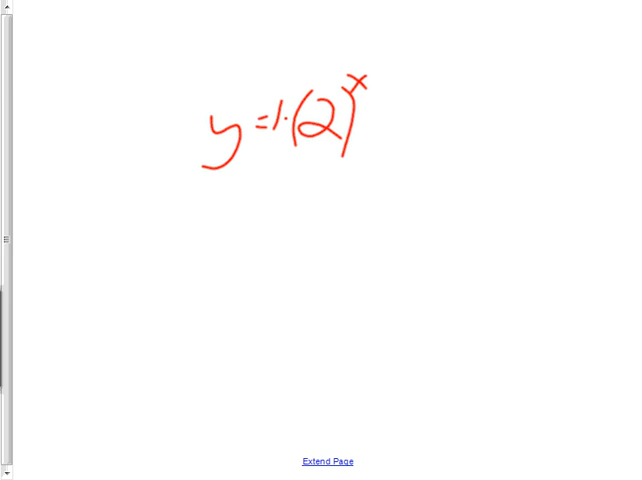 y = 1·(2)^x
Extend Page